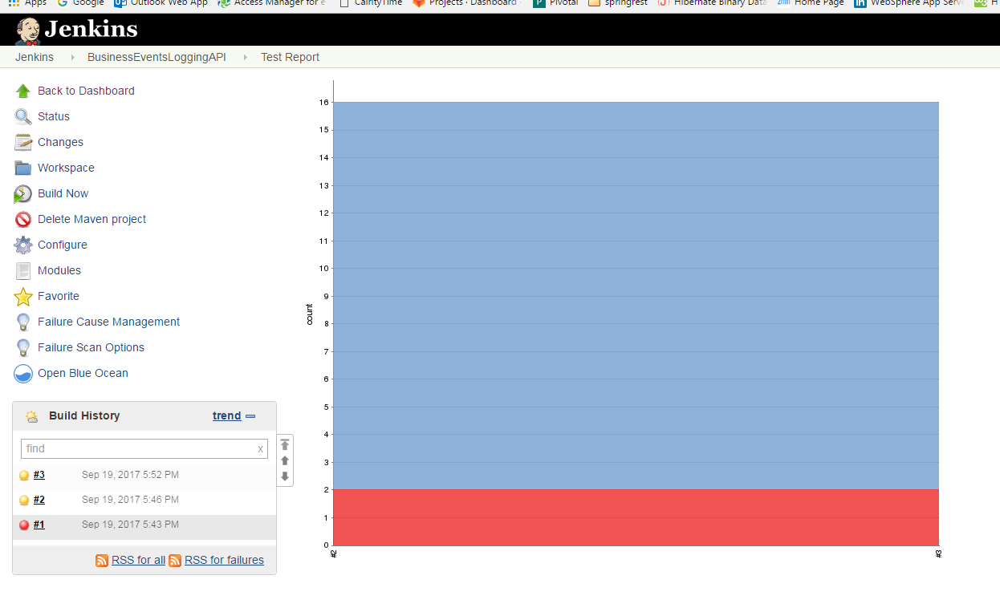 Apps Google Outlook Web App Access Manager for e CalrityTime Projects · Dashboard · Pivotal springrest Hibernate Binary Data Home Page WebSphere App Serv H
Jenkins
Jenkins BusinessEventsLoggingAPI Test Report
Back to Dashboard
Status
Changes
Workspace
Build Now
Delete Maven project
Configure
Modules
Favorite
Failure Cause Management
Failure Scan Options
Open Blue Ocean
Build History trend
find x
#3 Sep 19, 2017 5:52 PM
#2 Sep 19, 2017 5:46 PM
#1 Sep 19, 2017 5:43 PM
RSS for all RSS for failures
16
15
14
13
12
11
10
9
8
7
6
5
4
3
2
1
0
count
#2
#3